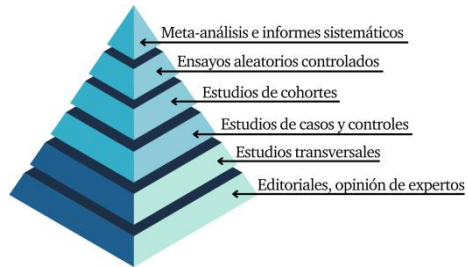 Meta-análisis e informes sistemáticos
Ensayos aleatorios controlados
Estudios de cohortes
Estudios de casos y controles
Estudios transversales
Editoriales, opinión de expertos